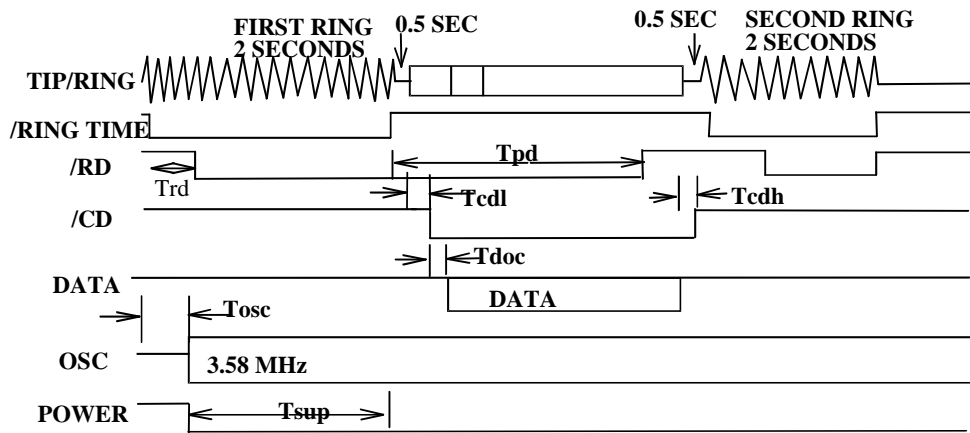 FIRST RING
2 SECONDS
0.5 SEC
0.5 SEC
SECOND RING
2 SECONDS
TIP/RING
/RING TIME
/RD
Trd
Tpd
Tcdl
Tcdh
/CD
Tdoc
DATA
DATA
Tosc
OSC
3.58 MHz
POWER
Tsup